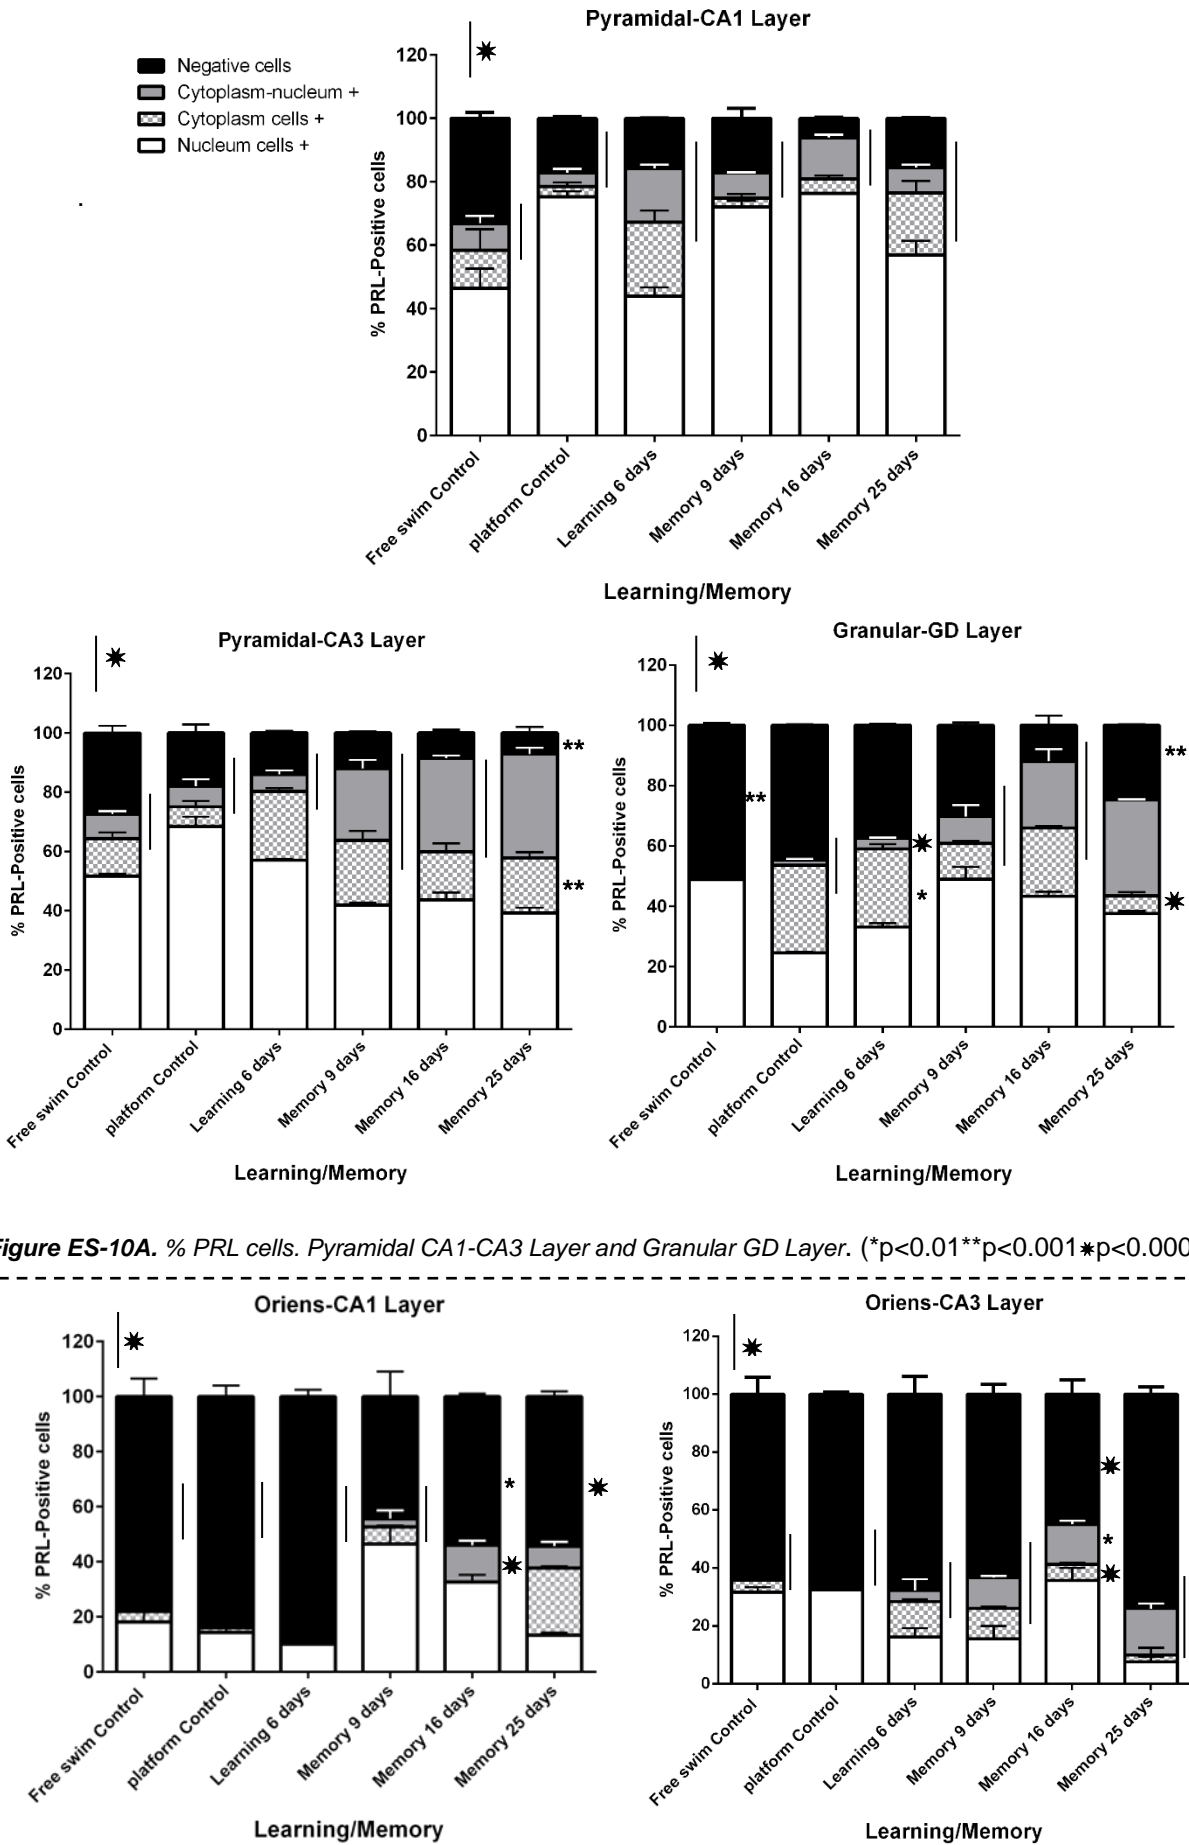 Pyramidal-CA1 Layer
Negative cells
Cytoplasm-nucleum +
Cytoplasm cells +
Nucleum cells +
% PRL-Positive cells
120
100
80
60
40
20
0
Free swim Control
platform Control
Learning 6 days
Memory 9 days
Memory 16 days
Memory 25 days
Learning/Memory
Pyramidal-CA3 Layer
% PRL-Positive cells
120
100
80
60
40
20
0
**
**
Free swim Control
platform Control
Learning 6 days
Memory 9 days
Memory 16 days
Memory 25 days
Learning/Memory
Granular-GD Layer
% PRL-Positive cells
120
100
80
60
40
20
0
**
*
**
Free swim Control
platform Control
Learning 6 days
Memory 9 days
Memory 16 days
Memory 25 days
Learning/Memory
Figure ES-10A. % PRL cells. Pyramidal CA1-CA3 Layer and Granular GD Layer. (*p<0.01**p<0.001✷p<0.000
Oriens-CA1 Layer
% PRL-Positive cells
120
100
80
60
40
20
0
*
Free swim Control
platform Control
Learning 6 days
Memory 9 days
Memory 16 days
Memory 25 days
Learning/Memory
Oriens-CA3 Layer
% PRL-Positive cells
120
100
80
60
40
20
0
*
Free swim Control
platform Control
Learning 6 days
Memory 9 days
Memory 16 days
Memory 25 days
Learning/Memory